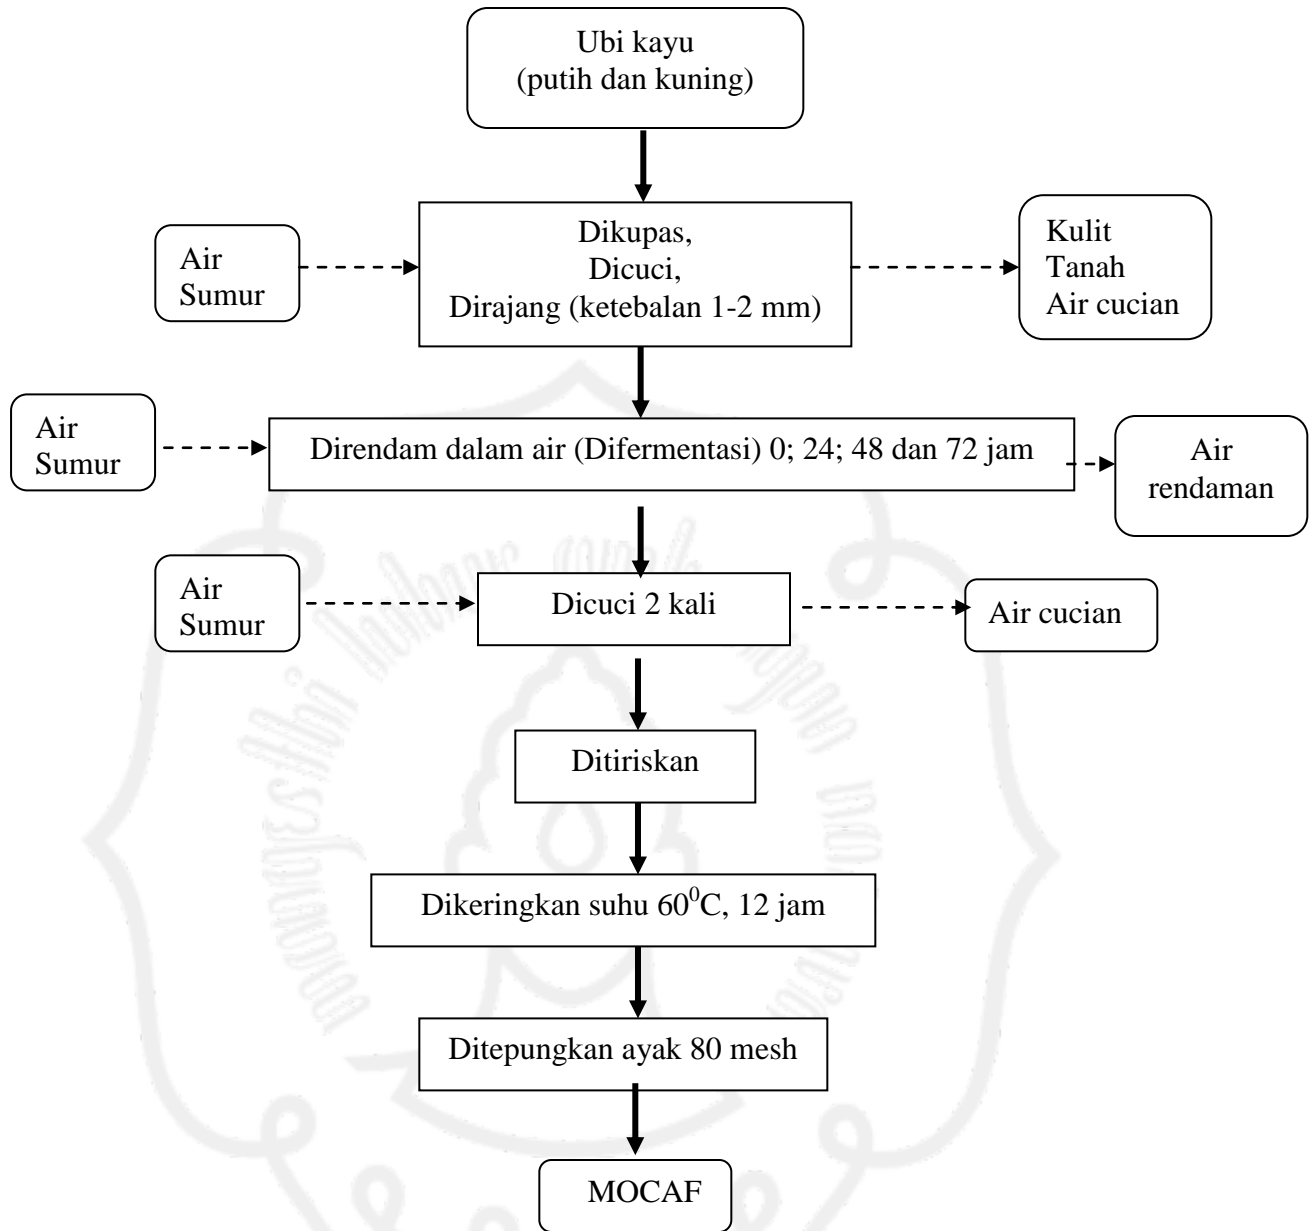 Ubi kayu
(putih dan kuning)
Air
Sumur
Dikupas,
Dicuci,
Dirajang (ketebalan 1-2 mm)
Kulit
Tanah
Air cucian
Air
Sumur
Direndam dalam air (Difermentasi) 0; 24; 48 dan 72 jam
Air
rendaman
Air
Sumur
Dicuci 2 kali
Air cucian
Ditiriskan
Dikeringkan suhu 60⁰C, 12 jam
Ditepungkan ayak 80 mesh
MOCAF